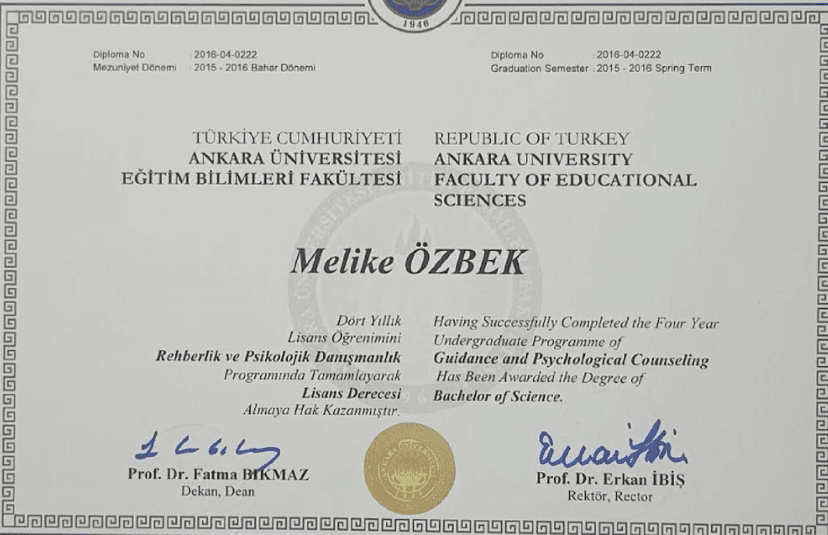 1946
Diploma No : 2016-04-0222
Mezuniyet Dönemi : 2015 - 2016 Bahar Dönemi
Diploma No : 2016-04-0222
Graduation Semester : 2015 - 2016 Spring Term
TÜRKİYE CUMHURİYETİ
ANKARA ÜNİVERSİTESİ
EĞİTİM BİLİMLERİ FAKÜLTESİ
REPUBLIC OF TURKEY
ANKARA UNIVERSITY
FACULTY OF EDUCATIONAL
SCIENCES
Melike ÖZBEK
Dört Yıllık
Lisans Öğrenimini
Rehberlik ve Psikolojik Danışmanlık
Programında Tamamlayarak
Lisans Derecesi
Almaya Hak Kazanmıştır.
Having Successfully Completed the Four Year
Undergraduate Programme of
Guidance and Psychological Counseling
Has Been Awarded the Degree of
Bachelor of Science.
Prof. Dr. Fatma BIKMAZ
Dekan, Dean
Prof. Dr. Erkan İBİŞ
Rektör, Rector